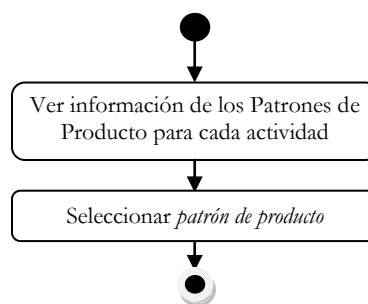 Ver información de los Patrones de
Producto para cada actividad
Seleccionar patrón de producto